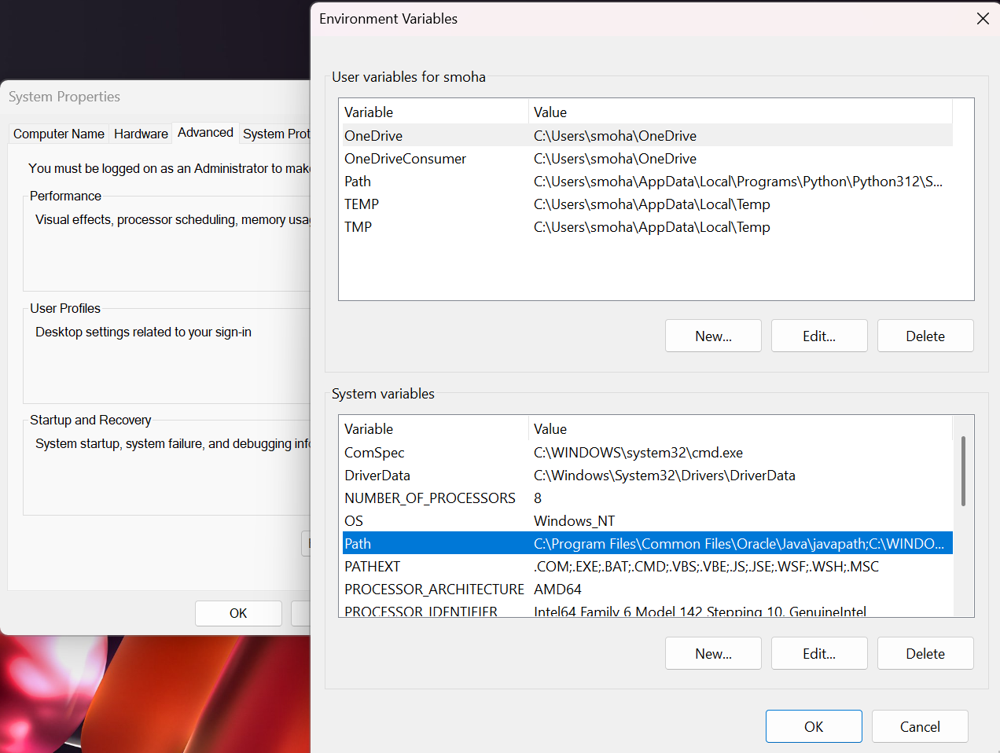 Environment Variables
System Properties
Computer Name Hardware Advanced System Prot
You must be logged on as an Administrator to make
Performance
Visual effects, processor scheduling, memory usag
User Profiles
Desktop settings related to your sign-in
Startup and Recovery
System startup, system failure, and debugging info
OK
User variables for smoha
Variable Value
OneDrive C:\Users\smoha\OneDrive
OneDriveConsumer C:\Users\smoha\OneDrive
Path C:\Users\smoha\AppData\Local\Programs\Python\Python312\S...
TEMP C:\Users\smoha\AppData\Local\Temp
TMP C:\Users\smoha\AppData\Local\Temp
New... Edit... Delete
System variables
Variable Value
ComSpec C:\WINDOWS\system32\cmd.exe
DriverData C:\Windows\System32\Drivers\DriverData
NUMBER_OF_PROCESSORS 8
OS Windows_NT
Path C:\Program Files\Common Files\Oracle\Java\javapath;C:\WINDO...
PATHEXT .COM;.EXE;.BAT;.CMD;.VBS;.VBE;.JS;.JSE;.WSF;.WSH;.MSC
PROCESSOR_ARCHITECTURE AMD64
PROCESSOR_IDENTIFIER Intel64 Family 6 Model 142 Stepping 10, GenuineIntel
New... Edit... Delete
OK Cancel